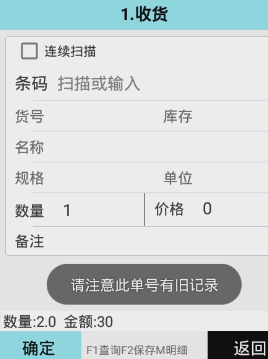 1.收货
连续扫描
条码 扫描或输入
货号 库存
名称
规格 单位
数量 1 价格 0
备注
请注意此单号有旧记录
数量:2.0 金额:30
确定 F1查询F2保存M明细 返回